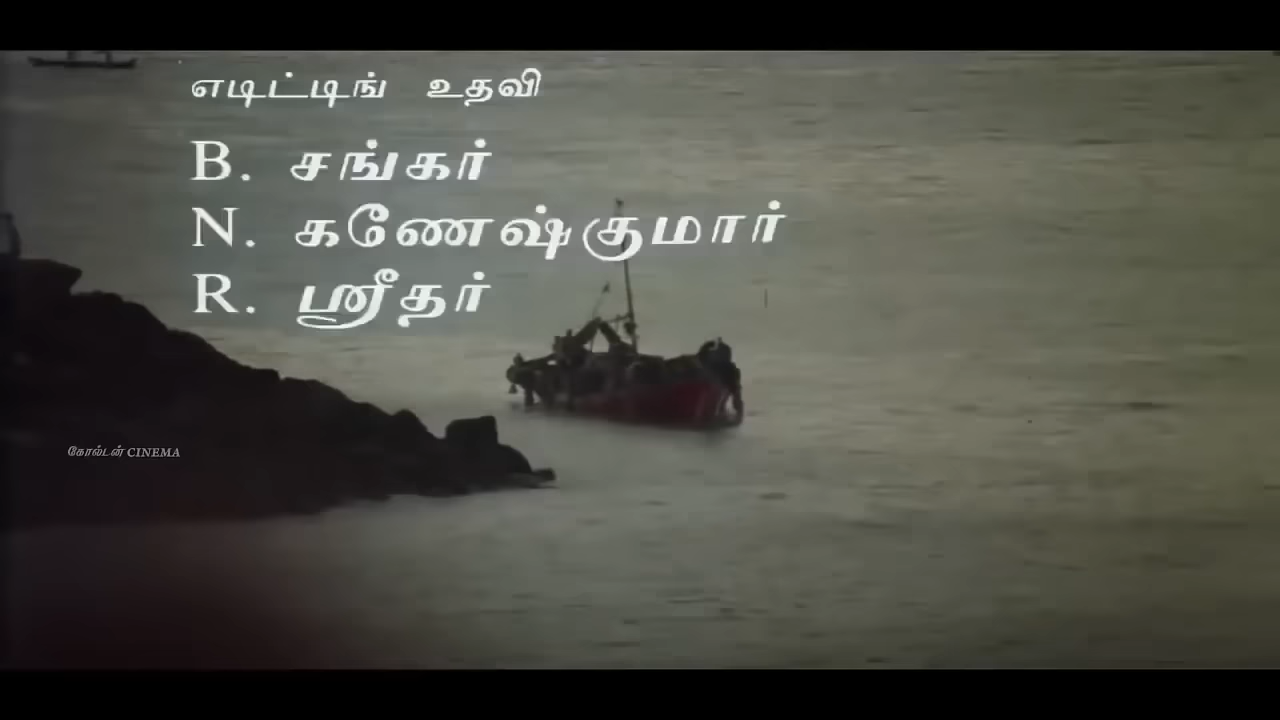 எடிட்டிங் உதவி
B. சங்கர்
N. கணேஷ்குமார்
R. ஸ்ரீதர்
கோல்டன் CINEMA